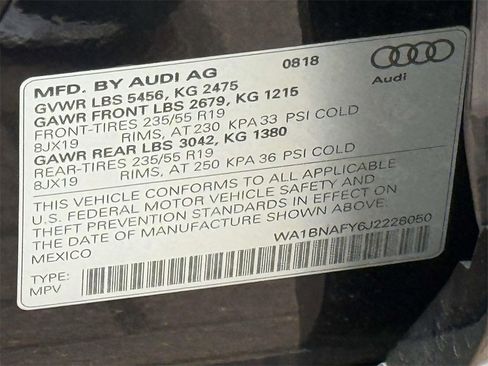 MFD. BY AUDI AG 0818
GVWR LBS 5456, KG 2475
GAWR FRONT LBS 2679, KG 1215
FRONT-TIRES 235/55 R19
8JX19 RIMS, AT 230 KPA 33 PSI COLD
GAWR REAR LBS 3042, KG 1380
REAR-TIRES 235/55 R19
8JX19 RIMS, AT 250 KPA 36 PSI COLD
Audi
THIS VEHICLE CONFORMS TO ALL APPLICABLE
U.S. FEDERAL MOTOR VEHICLE SAFETY AND
THEFT PREVENTION STANDARDS IN EFFECT ON
THE DATE OF MANUFACTURE SHOWN ABOVE.
MEXICO WA1BNAFY6J2226050
TYPE:
MPV